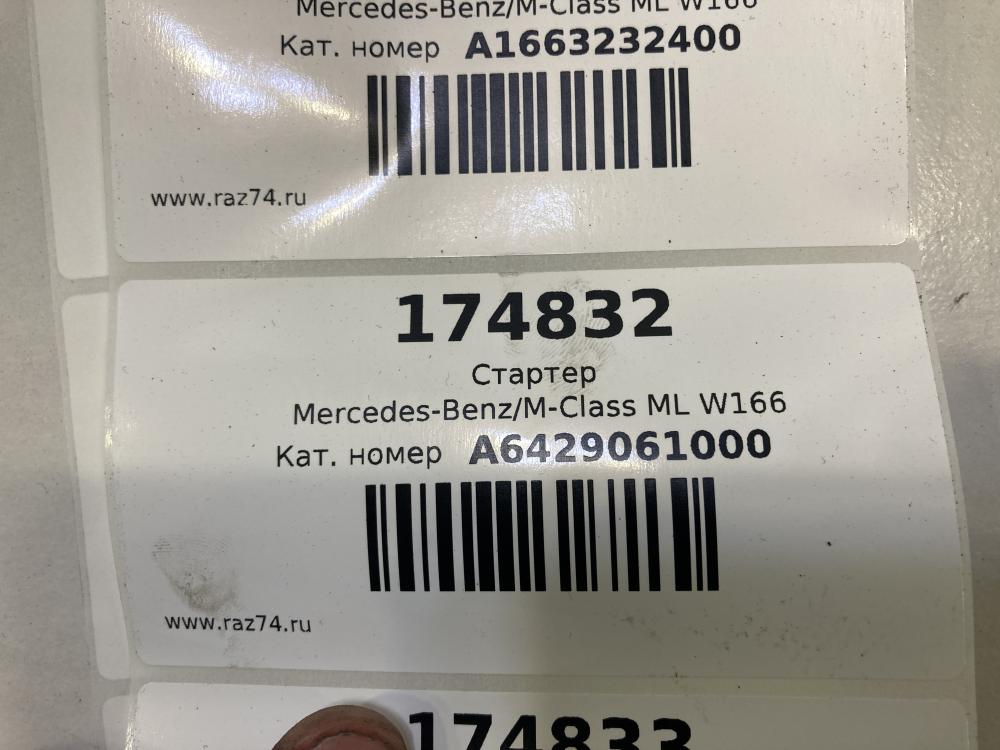 Mercedes-Benz/M-Class ML W166
Кат. номер A1663232400
www.raz74.ru
174832
Стартер
Mercedes-Benz/M-Class ML W166
Кат. номер A6429061000
www.raz74.ru
174833